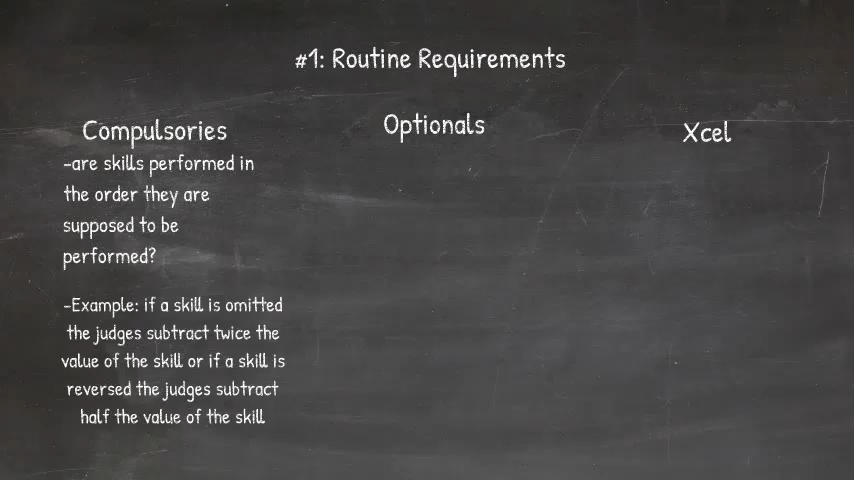 #1: Routine Requirements
Compulsories
-are skills performed in
the order they are
supposed to be
performed?
-Example: if a skill is omitted
the judges subtract twice the
value of the skill or if a skill is
reversed the judges subtract
half the value of the skill
Optionals
Xcel